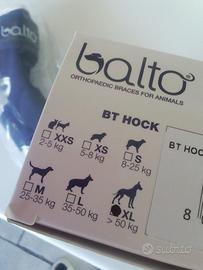 balto
ORTHOPAEDIC BRACES FOR ANIMALS
BT HOCK
XXS
2-5 kg
XS
5-8 kg
S
8-25 kg
M
25-35 kg
L
35-50 kg
XL
> 50 kg
BT HOCK
8
subito